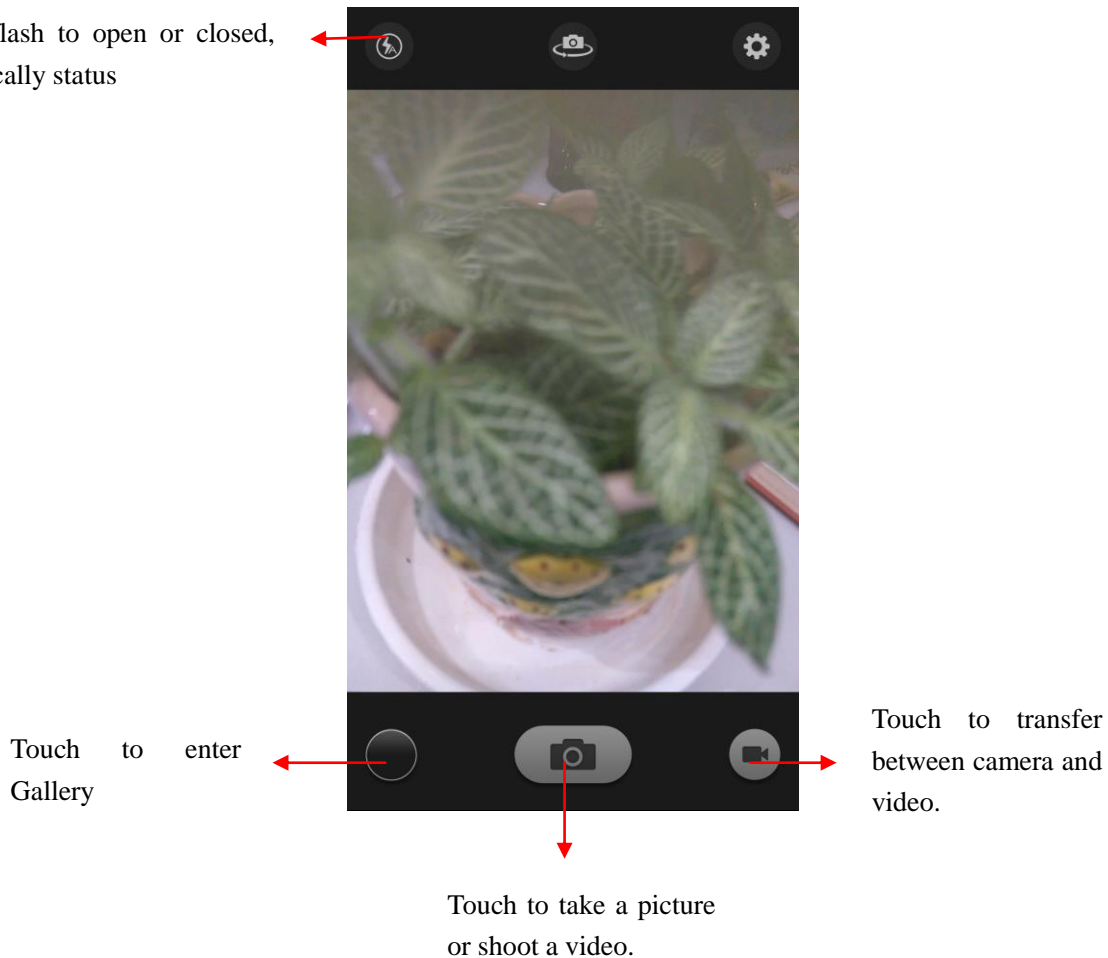 lash to open or closed,
cally status
Touch to enter
Gallery
Touch to transfer
between camera and
video.
Touch to take a picture
or shoot a video.